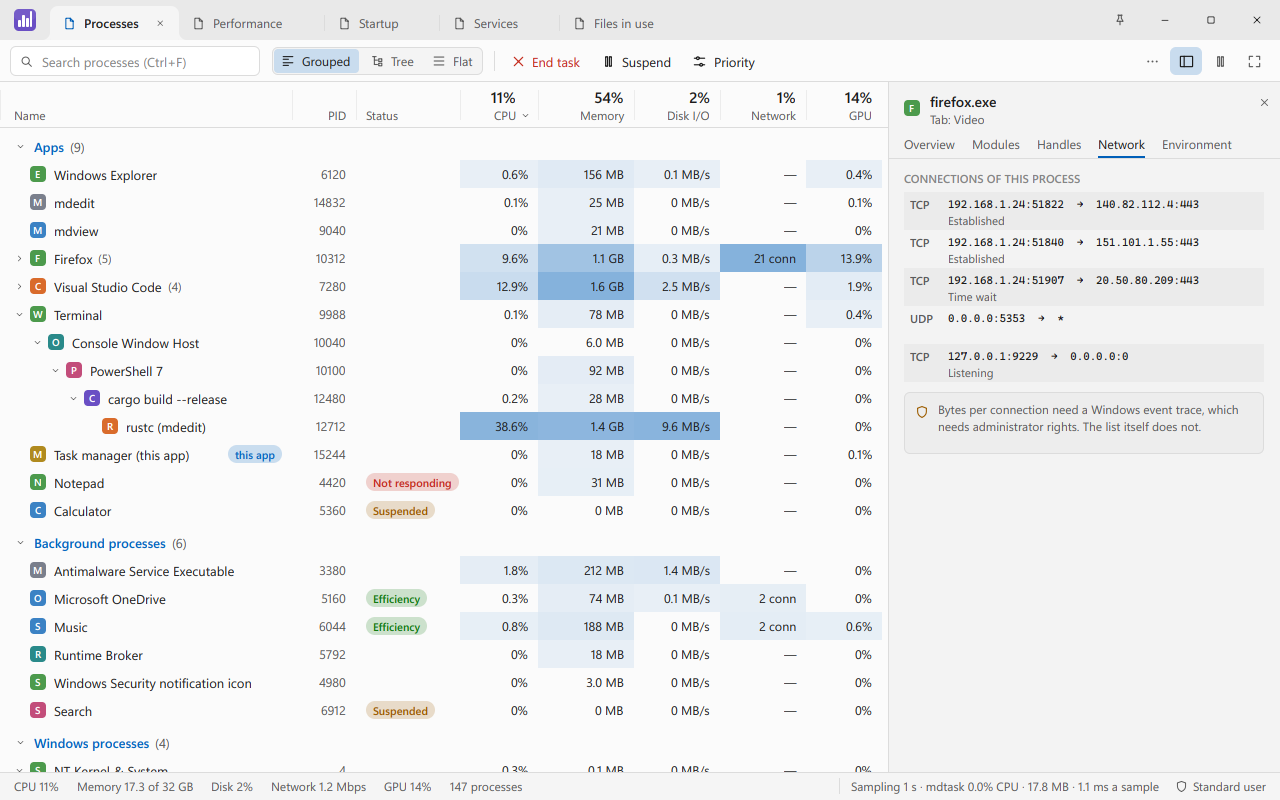 Processes
Performance
Startup
Services
Files in use
Search processes (Ctrl+F)
Grouped
Tree
Flat
End task
Suspend
Priority
Name
PID
Status
11%
CPU
54%
Memory
2%
Disk I/O
1%
Network
14%
GPU
Apps (9)
E Windows Explorer 6120 0.6% 156 MB 0.1 MB/s — 0.4%
M mdedit 14832 0.1% 25 MB 0 MB/s — 0.1%
M mdview 9040 0% 21 MB 0 MB/s — 0%
F Firefox (5) 10312 9.6% 1.1 GB 0.3 MB/s 21 conn 13.9%
C Visual Studio Code (4) 7280 12.9% 1.6 GB 2.5 MB/s — 1.9%
W Terminal 9988 0.1% 78 MB 0 MB/s — 0.4%
O Console Window Host 10040 0% 6.0 MB 0 MB/s — 0%
P PowerShell 7 10100 0% 92 MB 0 MB/s — 0%
C cargo build --release 12480 0.2% 28 MB 0 MB/s — 0%
R rustc (mdedit) 12712 38.6% 1.4 GB 9.6 MB/s — 0%
M Task manager (this app) this app 15244 0% 18 MB 0 MB/s — 0.1%
N Notepad 4420 Not responding 0% 31 MB 0 MB/s — 0%
C Calculator 5360 Suspended 0% 0 MB 0 MB/s — 0%
Background processes (6)
M Antimalware Service Executable 3380 1.8% 212 MB 1.4 MB/s — 0%
O Microsoft OneDrive 5160 Efficiency 0.3% 74 MB 0.1 MB/s 2 conn 0%
S Music 6044 Efficiency 0.8% 188 MB 0 MB/s 2 conn 0.6%
R Runtime Broker 5792 0% 18 MB 0 MB/s — 0%
S Windows Security notification icon 4980 0% 3.0 MB 0 MB/s — 0%
S Search 6912 Suspended 0% 0 MB 0 MB/s — 0%
Windows processes (4)
S NT Kernel & System 4 0.3% 0.1 MB 0 MB/s — 0%
F firefox.exe
Tab: Video
Overview
Modules
Handles
Network
Environment
CONNECTIONS OF THIS PROCESS
TCP 192.168.1.24:51822 → 140.82.112.4:443
Established
TCP 192.168.1.24:51840 → 151.101.1.55:443
Established
TCP 192.168.1.24:51907 → 20.50.80.209:443
Time wait
UDP 0.0.0.0:5353 → *
TCP 127.0.0.1:9229 → 0.0.0.0:0
Listening
Bytes per connection need a Windows event trace, which
needs administrator rights. The list itself does not.
CPU 11%
Memory 17.3 of 32 GB
Disk 2%
Network 1.2 Mbps
GPU 14%
147 processes
Sampling 1 s · mdtask 0.0% CPU · 17.8 MB · 1.1 ms a sample
Standard user